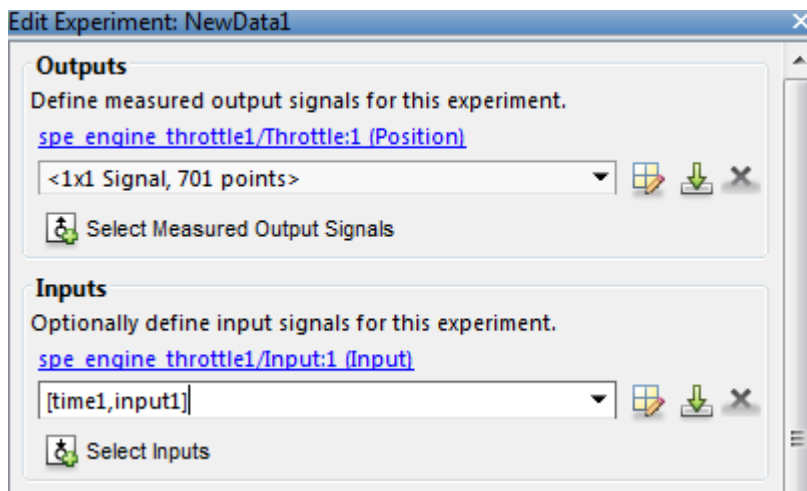 Edit Experiment: NewData1
Outputs
Define measured output signals for this experiment.
spe_engine_throttle1/Throttle:1 (Position)
<1x1 Signal, 701 points>
Select Measured Output Signals
Inputs
Optionally define input signals for this experiment.
spe_engine_throttle1/Input:1 (Input)
[time1,input1]
Select Inputs